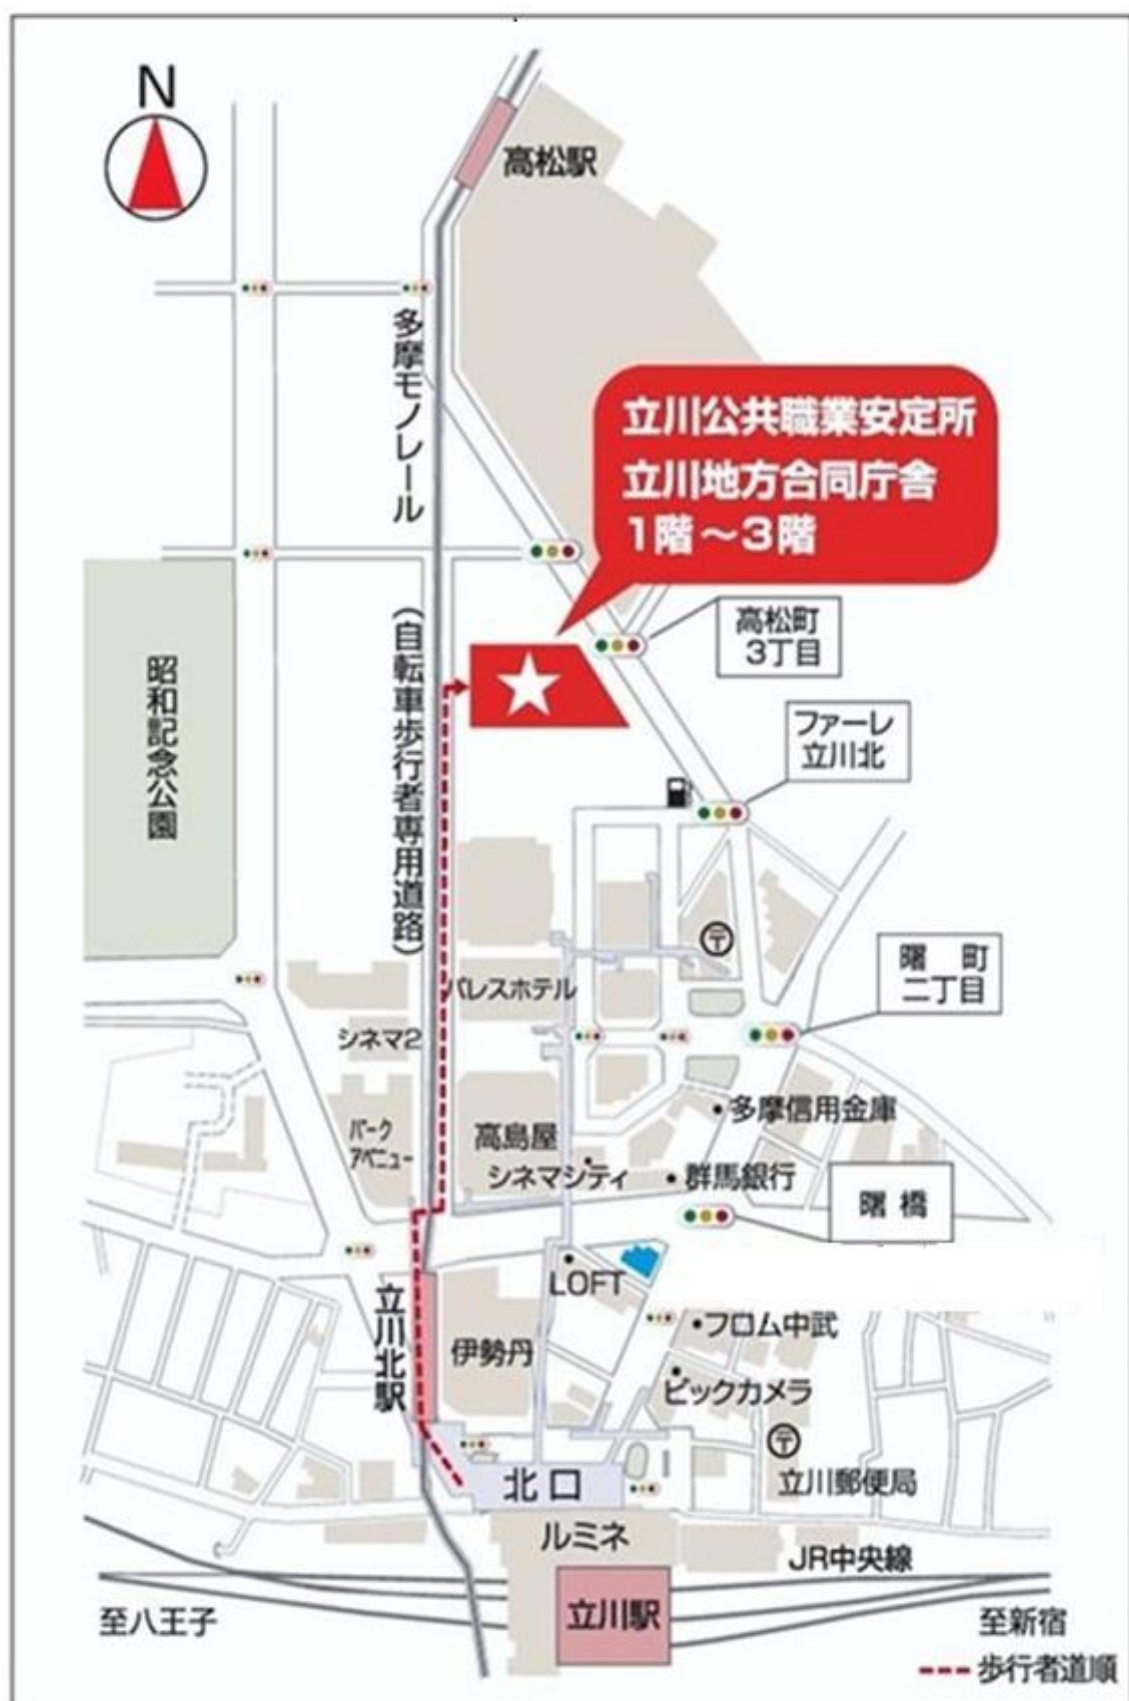 N
高松駅
多摩モノレール
立川公共職業安定所
立川地方合同庁舎
1階～3階
高松町
3丁目
(自転車歩行者専用道路)
昭和記念公園
ファーレ
立川北
〒
曙 町
二丁目
パレスホテル
シネマ2
多摩信用金庫
パーク
アベニュー
高島屋
シネマシティ
群馬銀行
曙 橋
LOFT
立川北駅
フロム中武
伊勢丹
ビックカメラ
〒
立川郵便局
北口
ルミネ
JR中央線
至八王子
立川駅
至新宿
歩行者道順